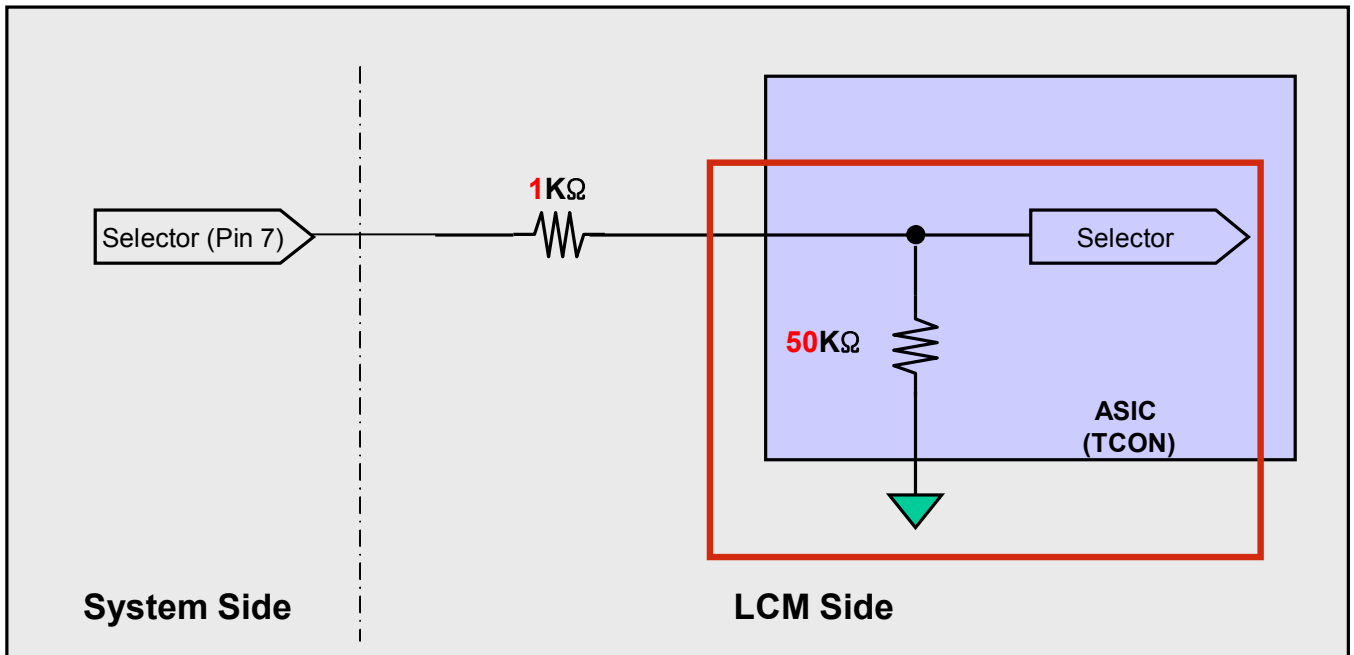 1KΩ
Selector (Pin 7)
Selector
50KΩ
ASIC
(TCON)
System Side
LCM Side